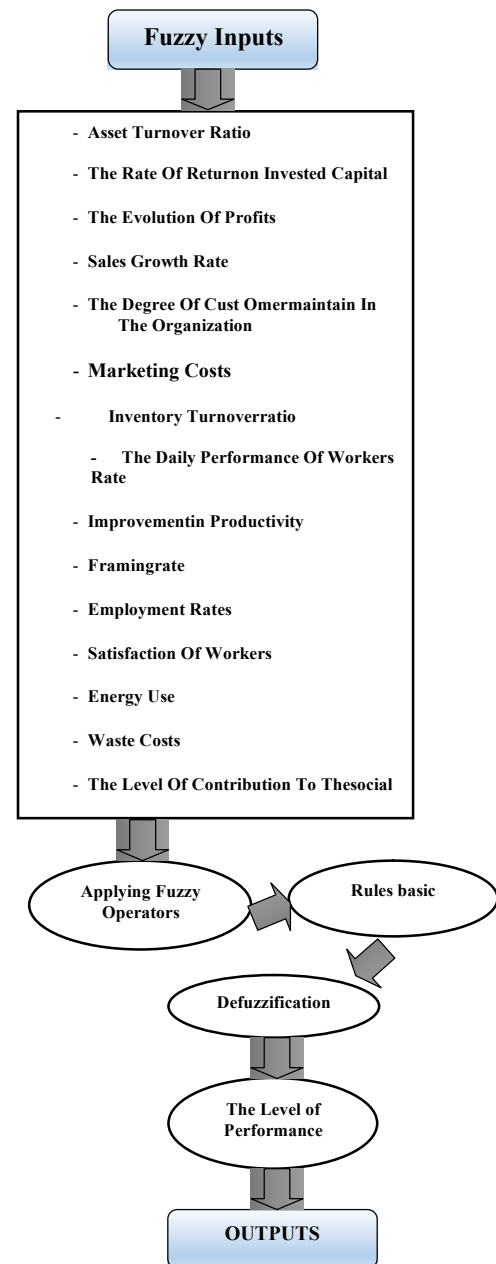 Fuzzy Inputs
- Asset Turnover Ratio
- The Rate Of Returnon Invested Capital
- The Evolution Of Profits
- Sales Growth Rate
- The Degree Of Cust Omermaintain In
The Organization
- Marketing Costs
- Inventory Turnoverratio
- The Daily Performance Of Workers
Rate
- Improvementin Productivity
- Framingrate
- Employment Rates
- Satisfaction Of Workers
- Energy Use
- Waste Costs
- The Level Of Contribution To Thesocial
Applying Fuzzy
Operators
Rules basic
Defuzzification
The Level of
Performance
OUTPUTS